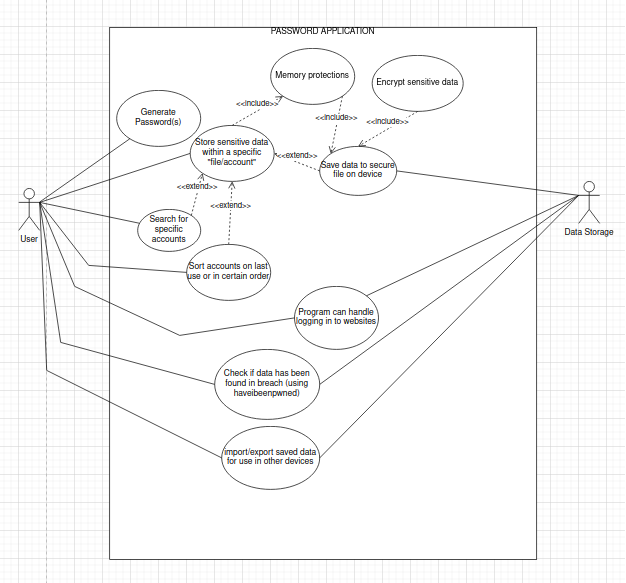 PASSWORD APPLICATION
Memory protections
Encrypt sensitive data
<<include>>
Generate
Password(s)
<<include>>
<<include>>
Store sensitive data
within a specific
"file/account"
<<extend>>
Save data to secure
file on device
<<extend>>
<<extend>>
User
Data Storage
Search for
specific
accounts
Sort accounts on last
use or in certain order
Program can handle
logging in to websites
Check if data has been
found in breach (using
haveibeenpwned)
import/export saved data
for use in other devices